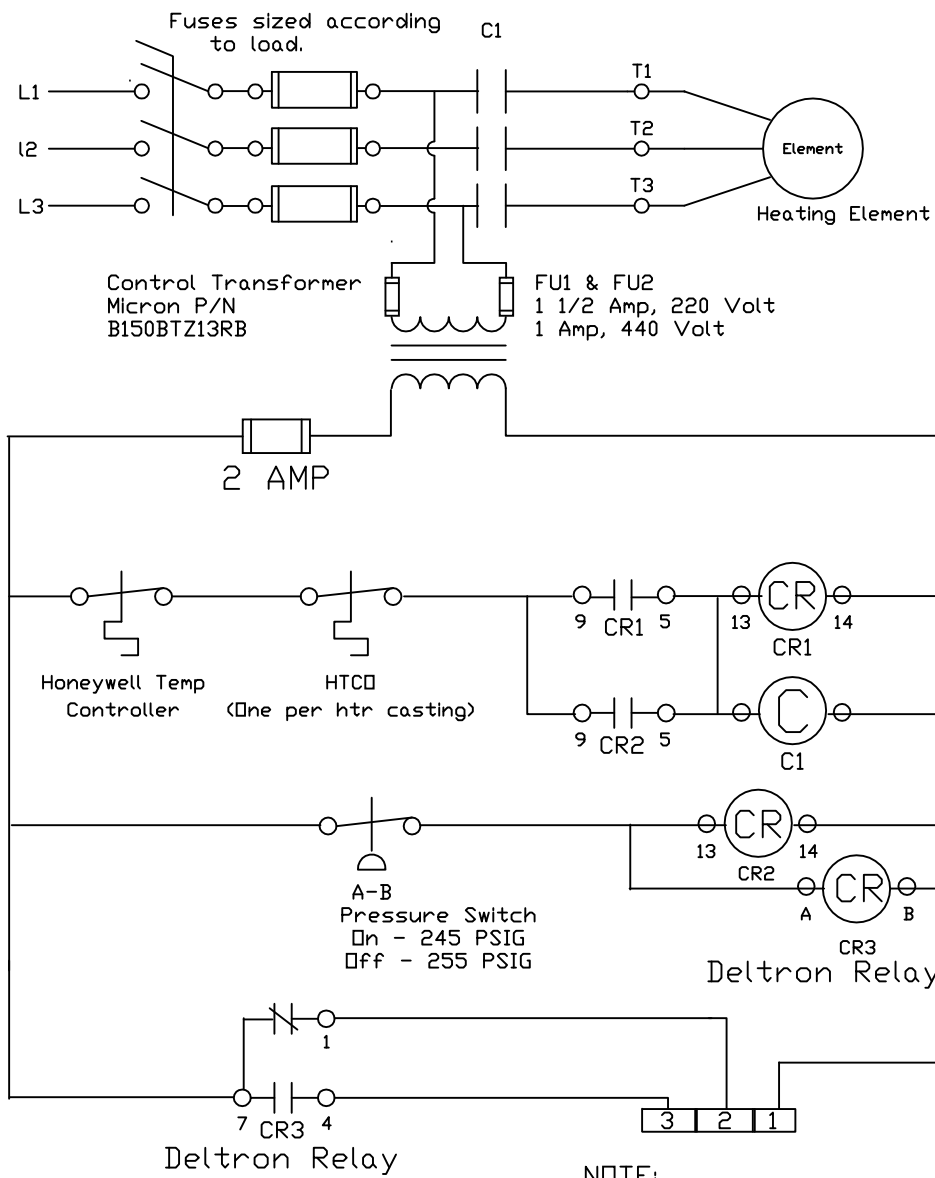 Fuses sized according
to load.
C1
L1
l2
L3
T1
T2
T3
Element
Heating Element
Control Transformer
Micron P/N
B150BTZ13RB
FU1 & FU2
1 1/2 Amp, 220 Volt
1 Amp, 440 Volt
2 AMP
9 CR1 5
13 CR 14
CR1
Honeywell Temp
Controller
HTCO
(One per htr casting)
9 CR2 5
C
C1
CR
13 14
CR2
A-B
Pressure Switch
On - 245 PSIG
Off - 255 PSIG
CR
A B
CR3
Deltron Relay
1
7 CR3 4
Deltron Relay
3 2 1
NOTE: